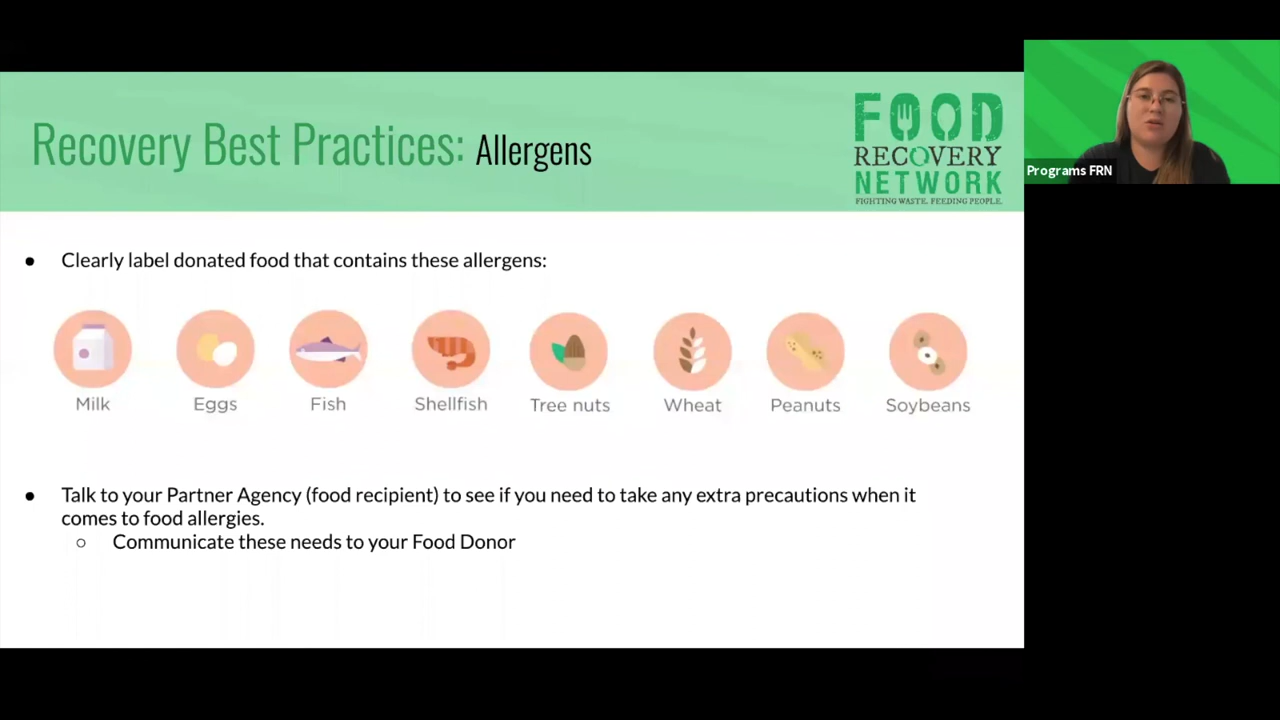 Recovery Best Practices: Allergens
FOOD
RECOVERY
NETWORK
FIGHTING WASTE. FEEDING PEOPLE.
Programs FRN
● Clearly label donated food that contains these allergens:
Milk Eggs Fish Shellfish Tree nuts Wheat Peanuts Soybeans
● Talk to your Partner Agency (food recipient) to see if you need to take any extra precautions when it
comes to food allergies.
○ Communicate these needs to your Food Donor